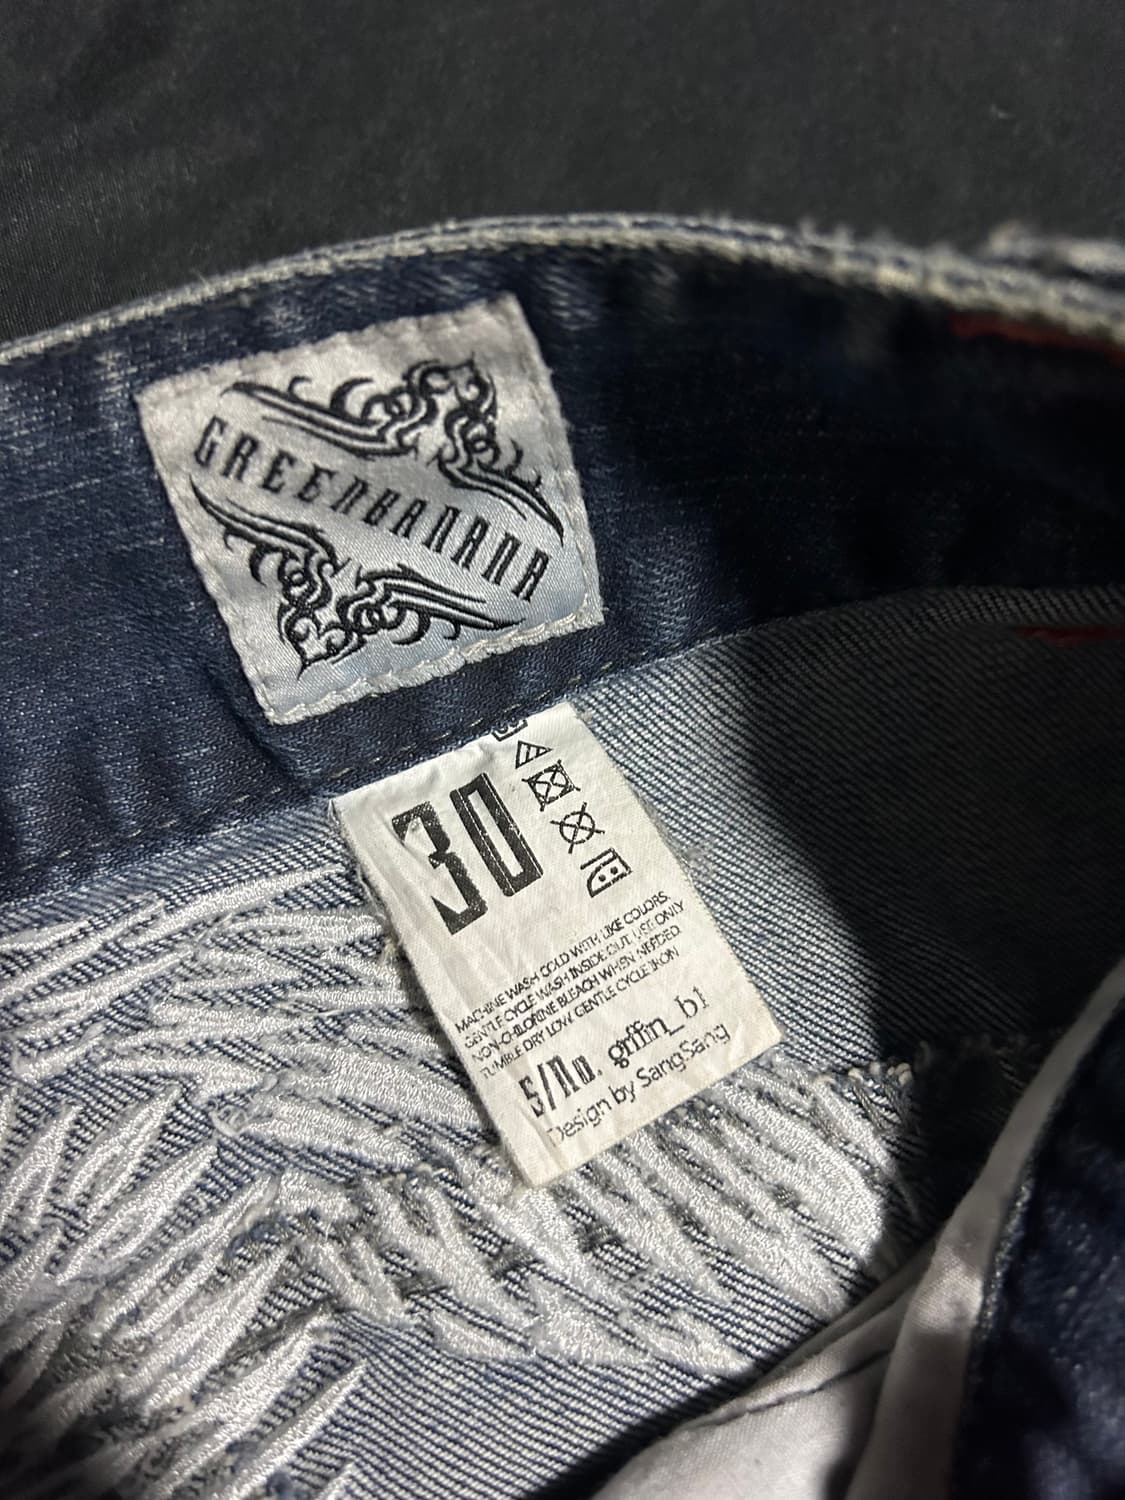 GREENBANANA
30
MACHINE WASH COLD WITH LIKE COLORS,
GENTLE CYCLE WASH INSIDE OUT, USE ONLY
NON-CHLORINE BLEACH WHEN NEEDED
TUMBLE DRY LOW, GENTLE CYCLE IRON
S/No. grffin_b1
Design by SangSang